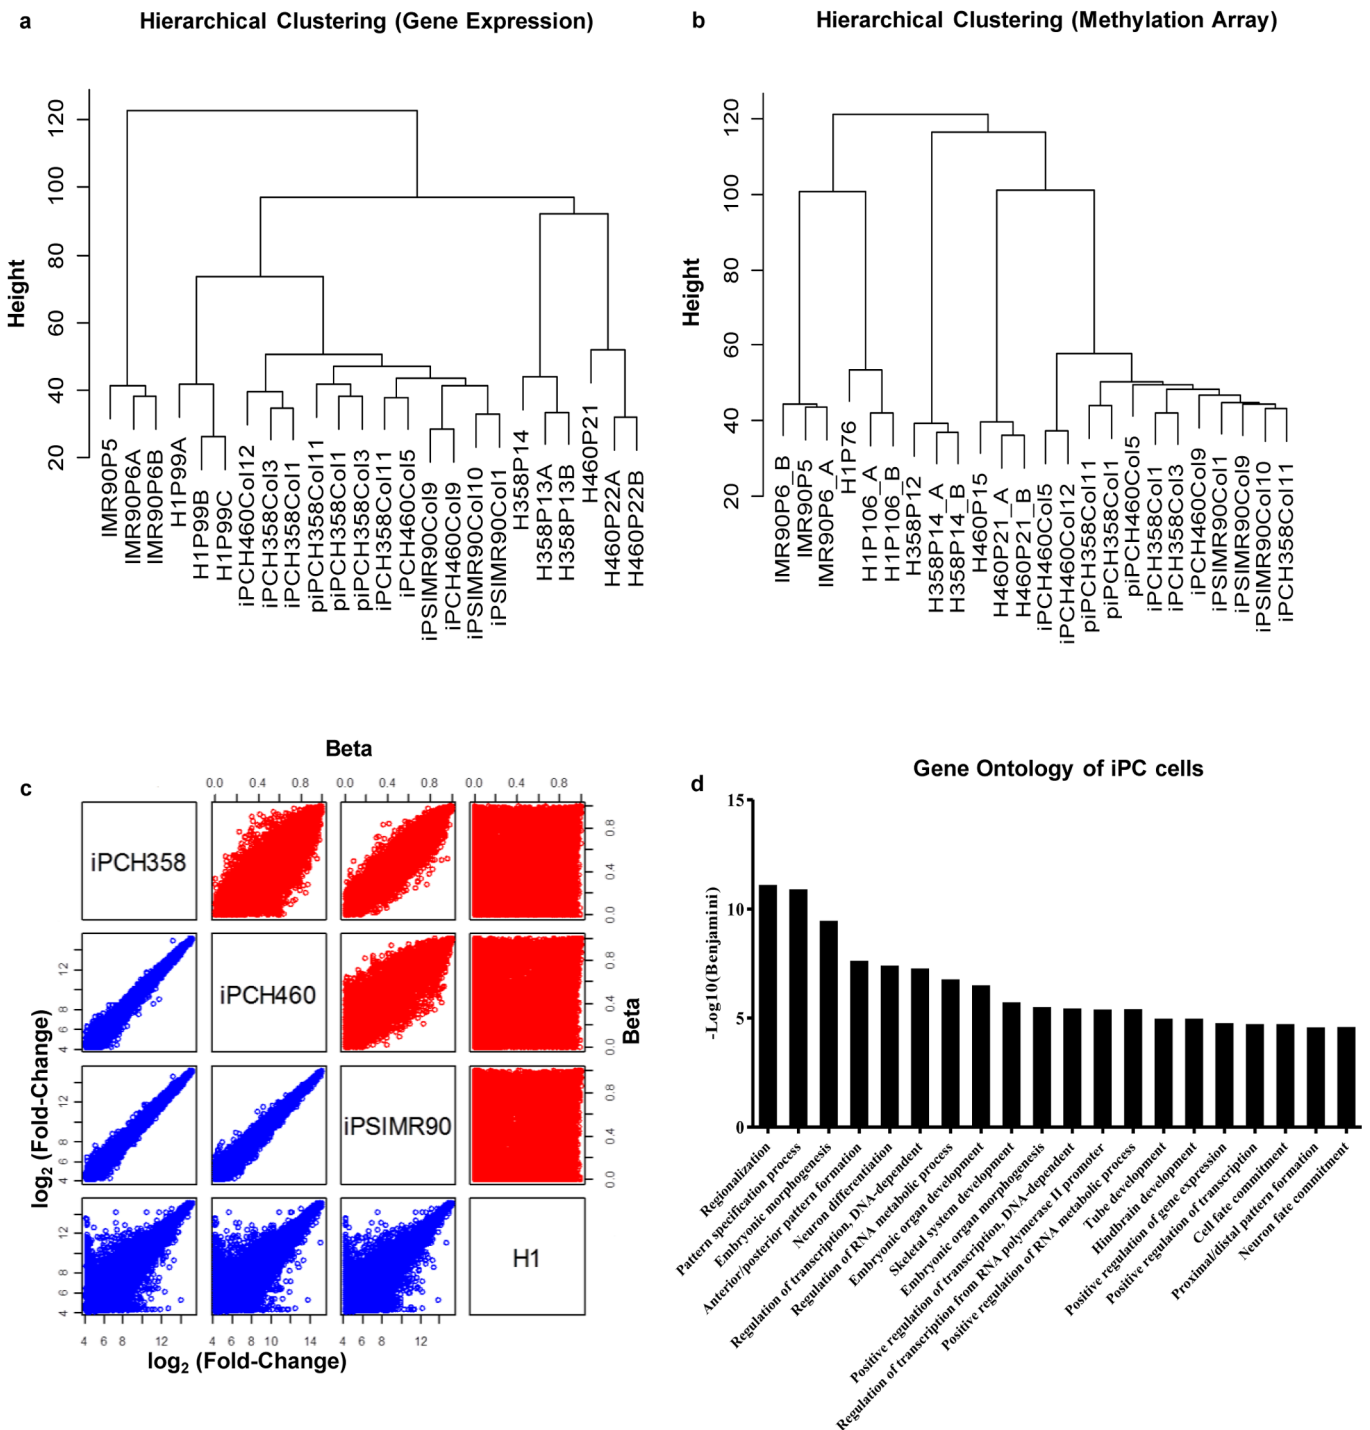 a
Hierarchical Clustering (Gene Expression)
Height
120
100
80
60
40
20
IMR90P5
IMR90P6A
IMR90P6B
H1P99A
H1P99B
H1P99C
iPCH460Col12
iPCH358Col3
iPCH358Col1
piPCH358Col11
piPCH358Col1
piPCH358Col3
iPCH358Col11
iPCH460Col5
iPSIMR90Col9
iPCH460Col9
iPSIMR90Col10
iPSIMR90Col1
H358P14
H358P13A
H358P13B
H460P21
H460P22A
H460P22B
b
Hierarchical Clustering (Methylation Array)
Height
120
100
80
60
40
20
IMR90P6_B
IMR90P5
IMR90P6_A
H1P76
H1P106_A
H1P106_B
H358P12
H358P14_A
H358P14_B
H460P15
H460P21_A
H460P21_B
iPCH460Col5
iPCH460Col12
piPCH358Col11
piPCH358Col1
piPCH460Col5
iPCH358Col1
iPCH358Col3
iPCH460Col9
iPSIMR90Col1
iPSIMR90Col9
iPSIMR90Col10
iPCH358Col11
c
Beta
0.0 0.4 0.8 0.0 0.4 0.8 0.0 0.4 0.8
iPCH358
0.0 0.4 0.8
iPCH460
4 6 8 12
0.0 0.4 0.8
Beta
iPSIMR90
4 6 8 12
0.0 0.4 0.8
H1
4 6 8 12
log2 (Fold-Change)
4 6 8 12 4 6 8 10 14 4 6 8 12
log2 (Fold-Change)
d
Gene Ontology of iPC cells
-Log10(Benjamini)
15
10
5
0
Regionalization
Pattern specification process
Embryonic morphogenesis
Anterior/posterior pattern formation
Neuron differentiation
Regulation of transcription, DNA-dependent
Regulation of RNA metabolic process
Embryonic organ development
Skeletal system development
Embryonic organ morphogenesis
Positive regulation of transcription, DNA-dependent
Regulation of transcription from RNA polymerase II promoter
Positive regulation of RNA metabolic process
Tube development
Hindbrain development
Positive regulation of gene expression
Positive regulation of transcription
Cell fate commitment
Proximal/distal pattern formation
Neuron fate commitment